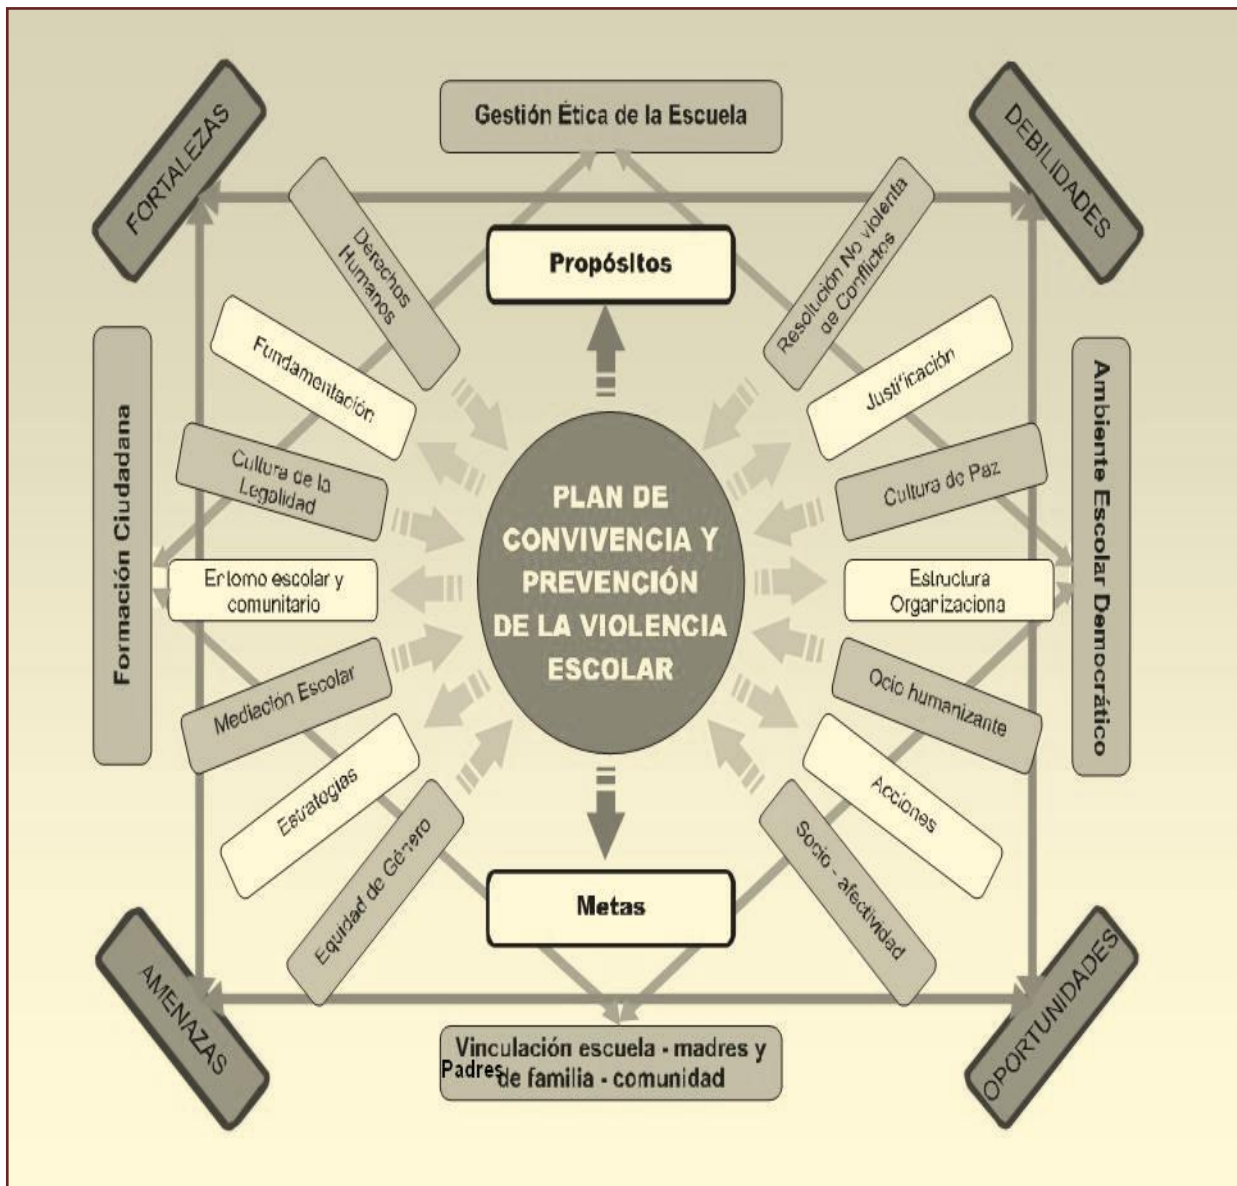 Gestión Ética de la Escuela
FORTALEZAS
DEBILIDADES
Derechos
Humanos
Propósitos
Resolución No violenta
de Conflictos
Fundamentación
Justificación
Formación Ciudadana
Ambiente Escolar Democrático
Cultura de la
Legalidad
Cultura de Paz
PLAN DE
CONVIVENCIA Y
PREVENCIÓN
DE LA VIOLENCIA
ESCOLAR
Entorno escolar y
comunitario
Estructura
Organizaciona
Mediación Escolar
Ocio humanizante
Estrategias
Acciones
Equidad de Género
Metas
Socio - afectividad
AMENAZAS
OPORTUNIDADES
Vinculación escuela - madres y
Padres de familia - comunidad